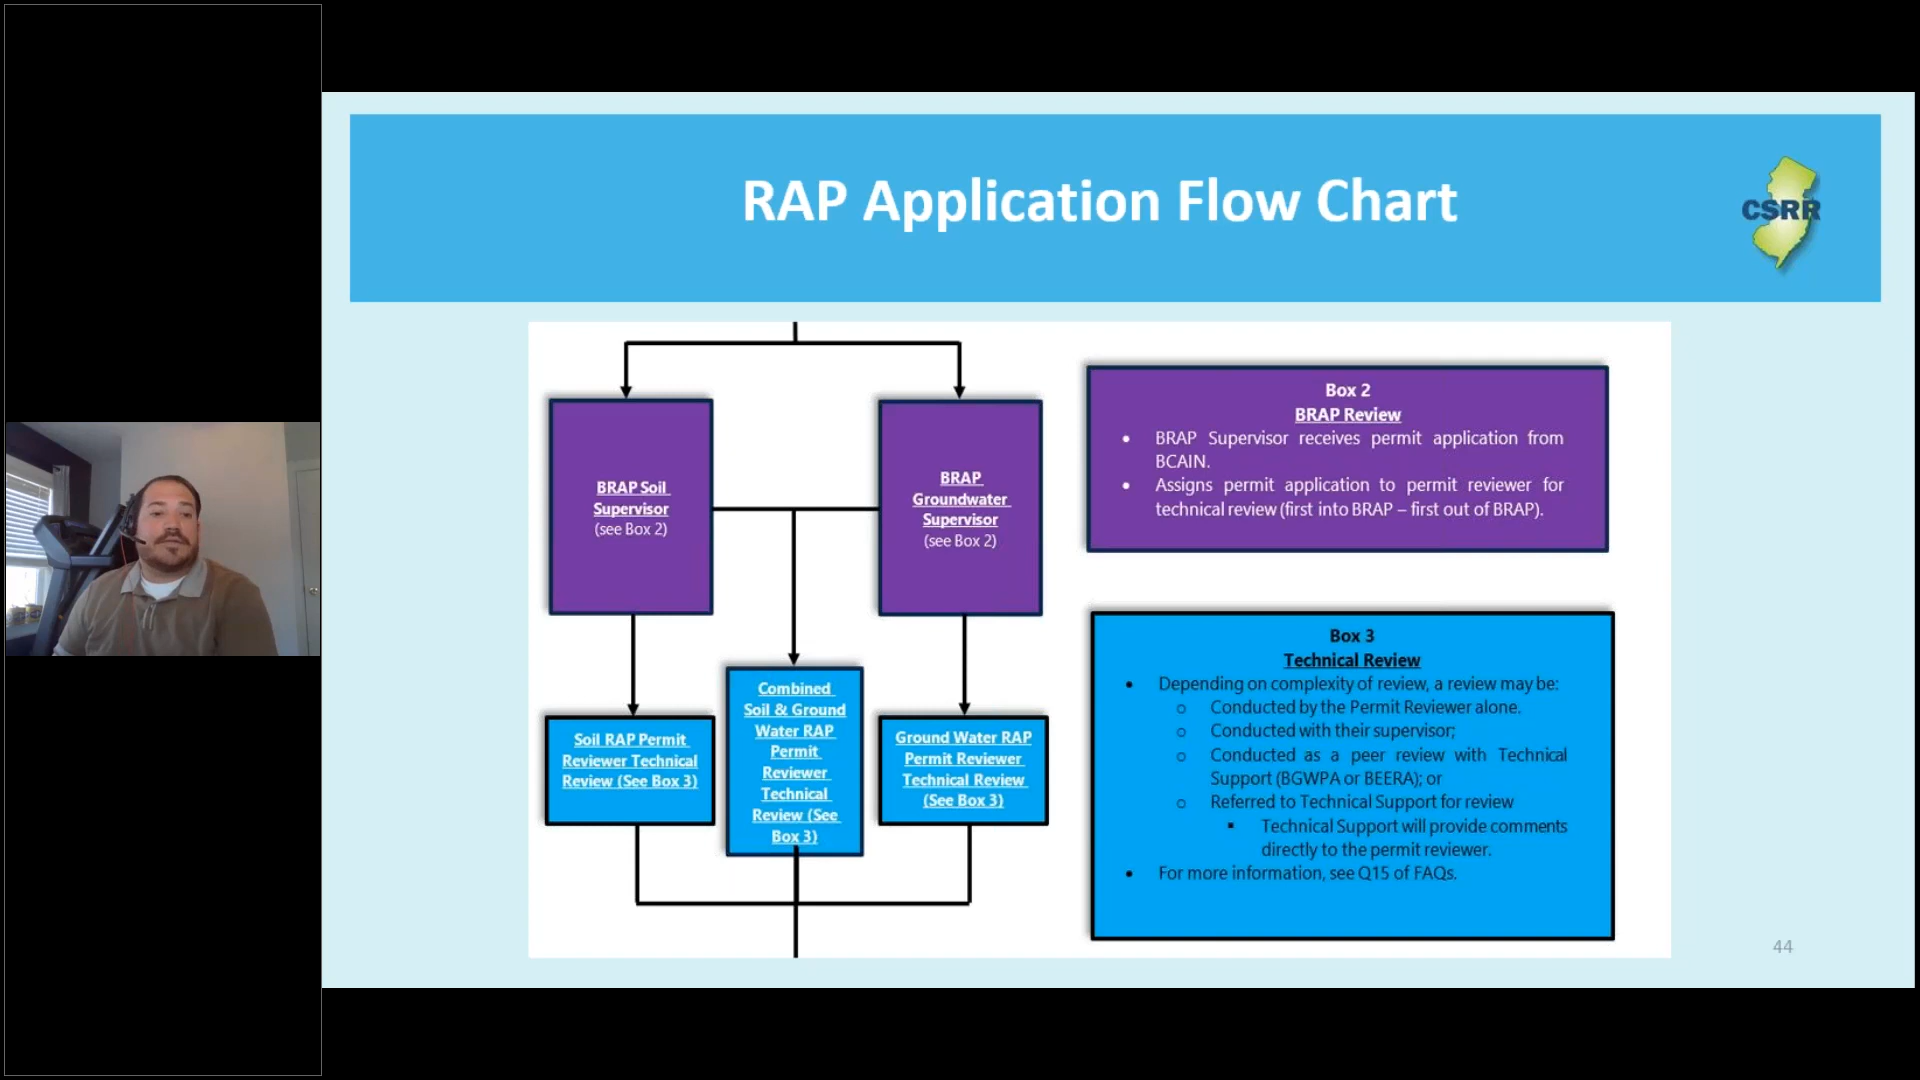 RAP Application Flow Chart
CSRR
BRAP Soil
Supervisor
(see Box 2)
BRAP
Groundwater
Supervisor
(see Box 2)
Soil RAP Permit
Reviewer Technical
Review (See Box 3)
Combined
Soil & Ground
Water RAP
Permit
Reviewer
Technical
Review (See
Box 3)
Ground Water RAP
Permit Reviewer
Technical Review
(See Box 3)
Box 2
BRAP Review
• BRAP Supervisor receives permit application from
BCAIN.
• Assigns permit application to permit reviewer for
technical review (first into BRAP – first out of BRAP).
Box 3
Technical Review
• Depending on complexity of review, a review may be:
o Conducted by the Permit Reviewer alone.
o Conducted with their supervisor;
o Conducted as a peer review with Technical
Support (BGWPA or BEERA); or
o Referred to Technical Support for review
▪ Technical Support will provide comments
directly to the permit reviewer.
• For more information, see Q15 of FAQs.
44